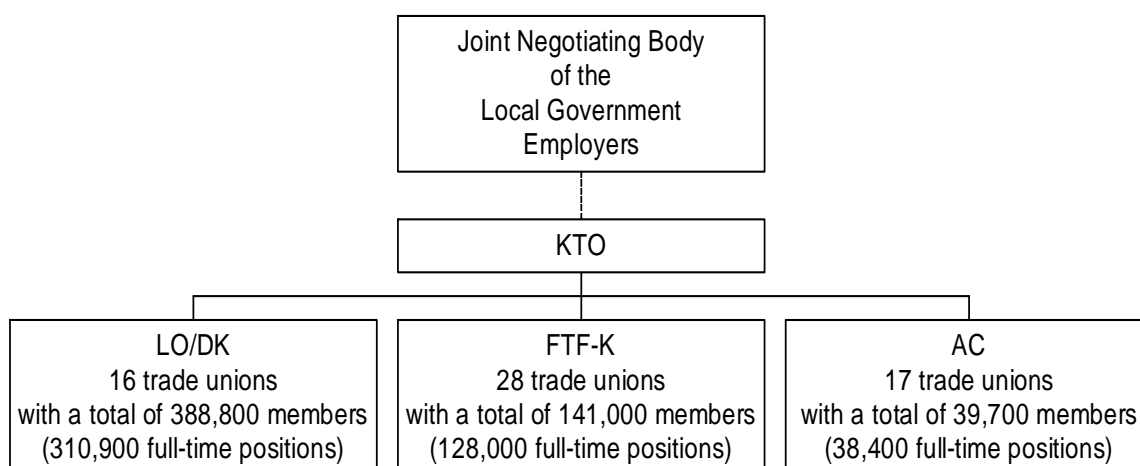 Joint Negotiating Body
of the
Local Government
Employers
KTO
LO/DK
16 trade unions
with a total of 388,800 members
(310,900 full-time positions)
FTF-K
28 trade unions
with a total of 141,000 members
(128,000 full-time positions)
AC
17 trade unions
with a total of 39,700 members
(38,400 full-time positions)